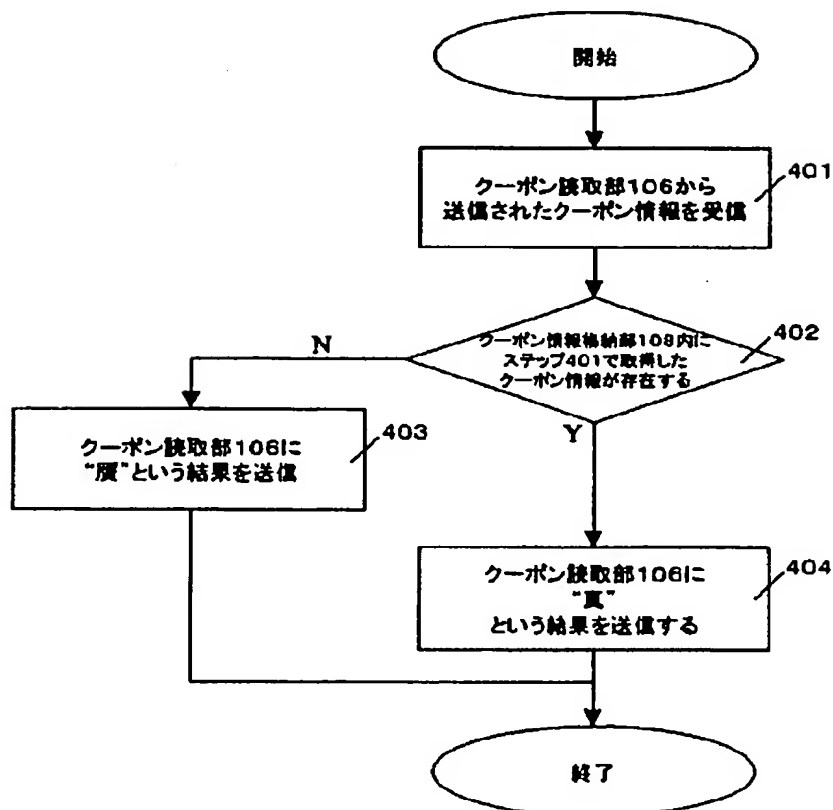 開始
クーポン読取部106から
送信されたクーポン情報を受信
401
クーポン情報格納部108内に
ステップ401で取得した
クーポン情報が存在する
402
N
Y
クーポン読取部106に
“贋”という結果を送信
403
クーポン読取部106に
“真”
という結果を送信する
404
終了